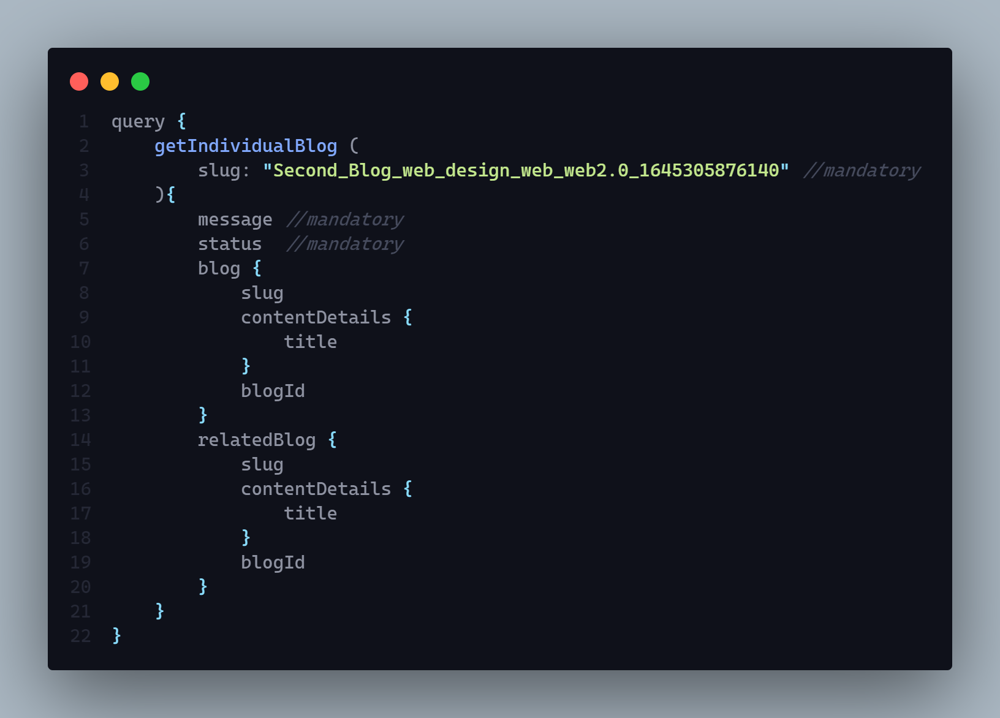 1 query {
2 getIndividualBlog (
3 slug: "Second_Blog_web_design_web_web2.0_1645305876140" //mandatory
4 ){
5 message //mandatory
6 status //mandatory
7 blog {
8 slug
9 contentDetails {
10 title
11 }
12 blogId
13 }
14 relatedBlog {
15 slug
16 contentDetails {
17 title
18 }
19 blogId
20 }
21 }
22 }